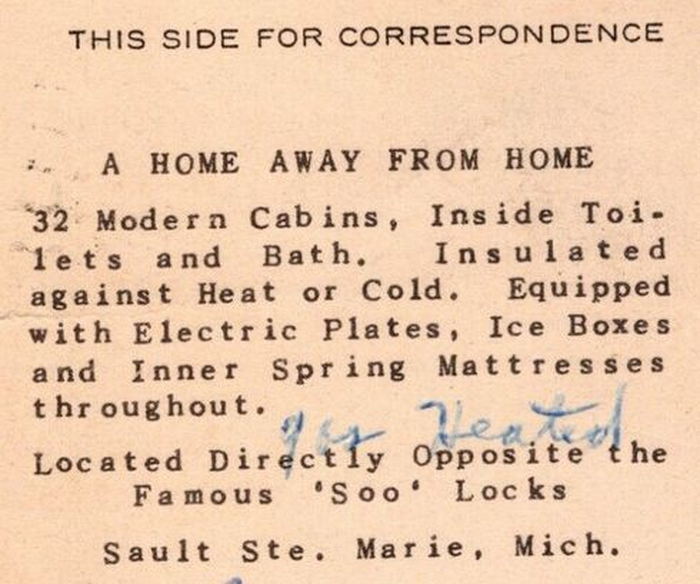 THIS SIDE FOR CORRESPONDENCE
A HOME AWAY FROM HOME
32 Modern Cabins, Inside Toi-
lets and Bath. Insulated
against Heat or Cold. Equipped
with Electric Plates, Ice Boxes
and Inner Spring Mattresses
throughout.
gas Heated
Located Directly Opposite the
Famous 'Soo' Locks
Sault Ste. Marie, Mich.